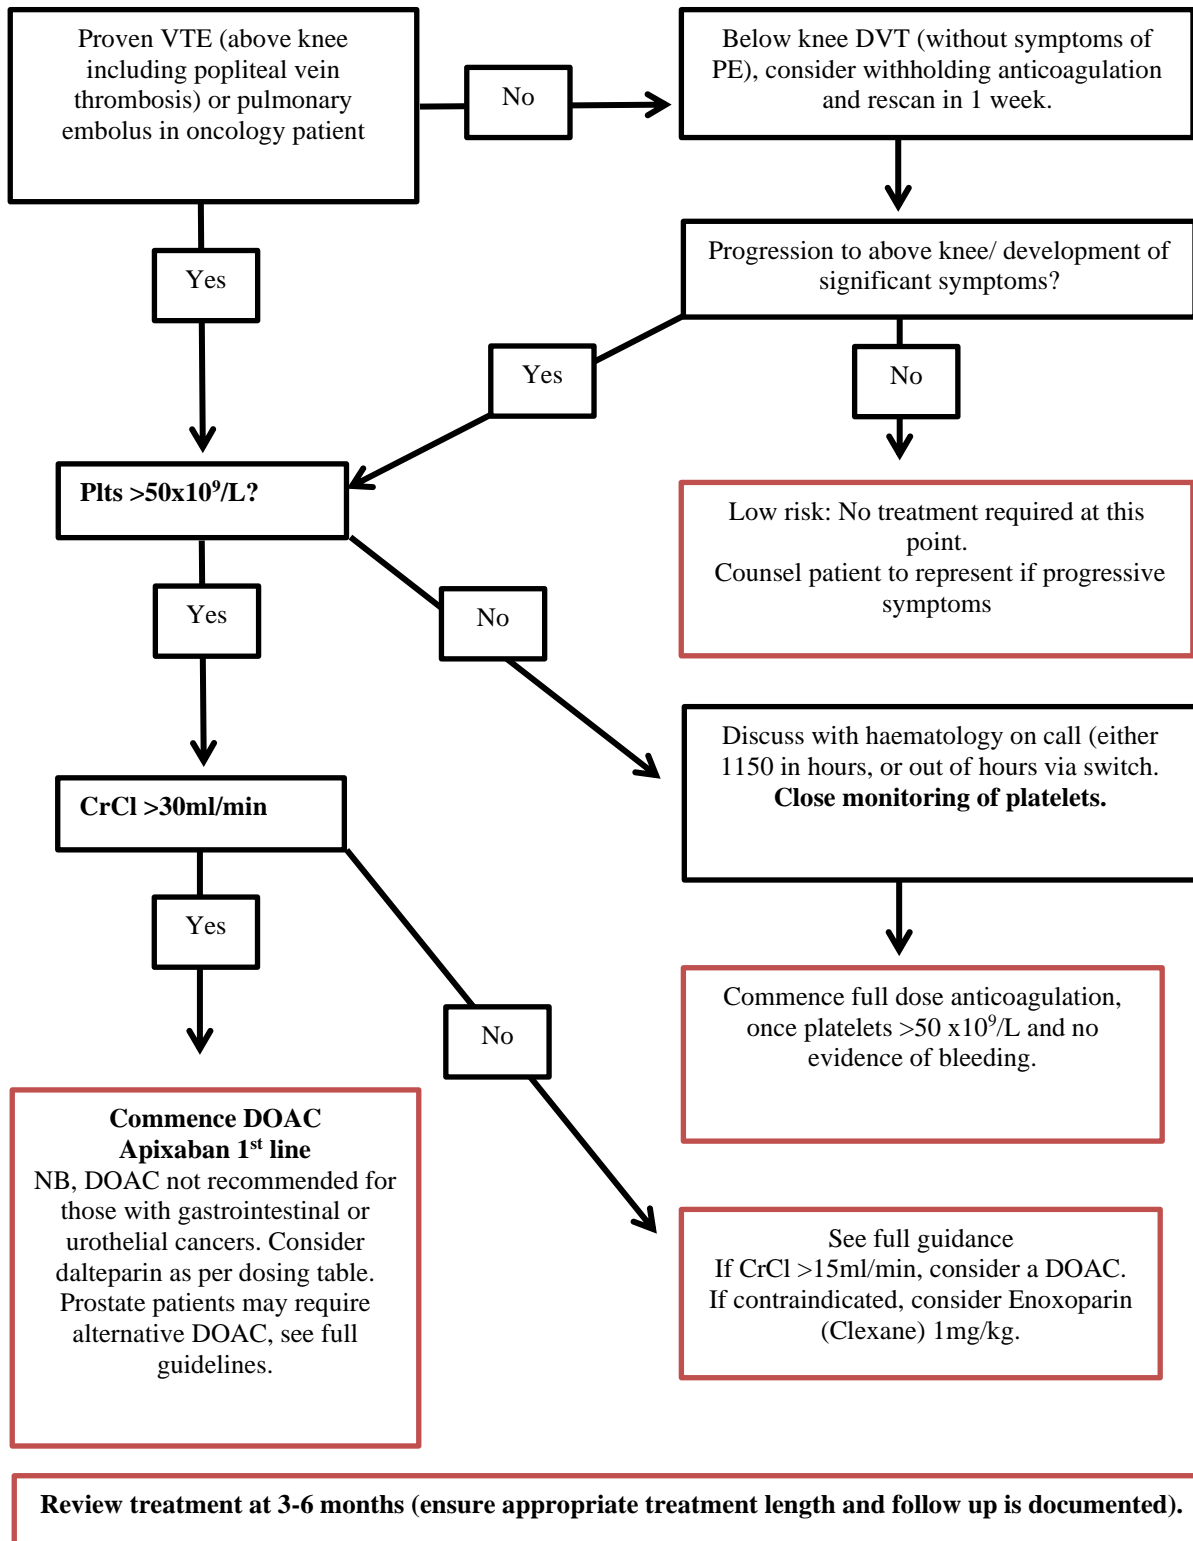 Proven VTE (above knee
including popliteal vein
thrombosis) or pulmonary
embolus in oncology patient
No
Below knee DVT (without symptoms of
PE), consider withholding anticoagulation
and rescan in 1 week.
Yes
Progression to above knee/ development of
significant symptoms?
Yes
No
Plts >50x10⁹/L?
Low risk: No treatment required at this
point.
Counsel patient to represent if progressive
symptoms
Yes
No
Discuss with haematology on call (either
1150 in hours, or out of hours via switch.
Close monitoring of platelets.
CrCl >30ml/min
Yes
No
Commence full dose anticoagulation,
once platelets >50 x10⁹/L and no
evidence of bleeding.
Commence DOAC
Apixaban 1st line
NB, DOAC not recommended for
those with gastrointestinal or
urothelial cancers. Consider
dalteparin as per dosing table.
Prostate patients may require
alternative DOAC, see full
guidelines.
See full guidance
If CrCl >15ml/min, consider a DOAC.
If contraindicated, consider Enoxoparin
(Clexane) 1mg/kg.
Review treatment at 3-6 months (ensure appropriate treatment length and follow up is documented).